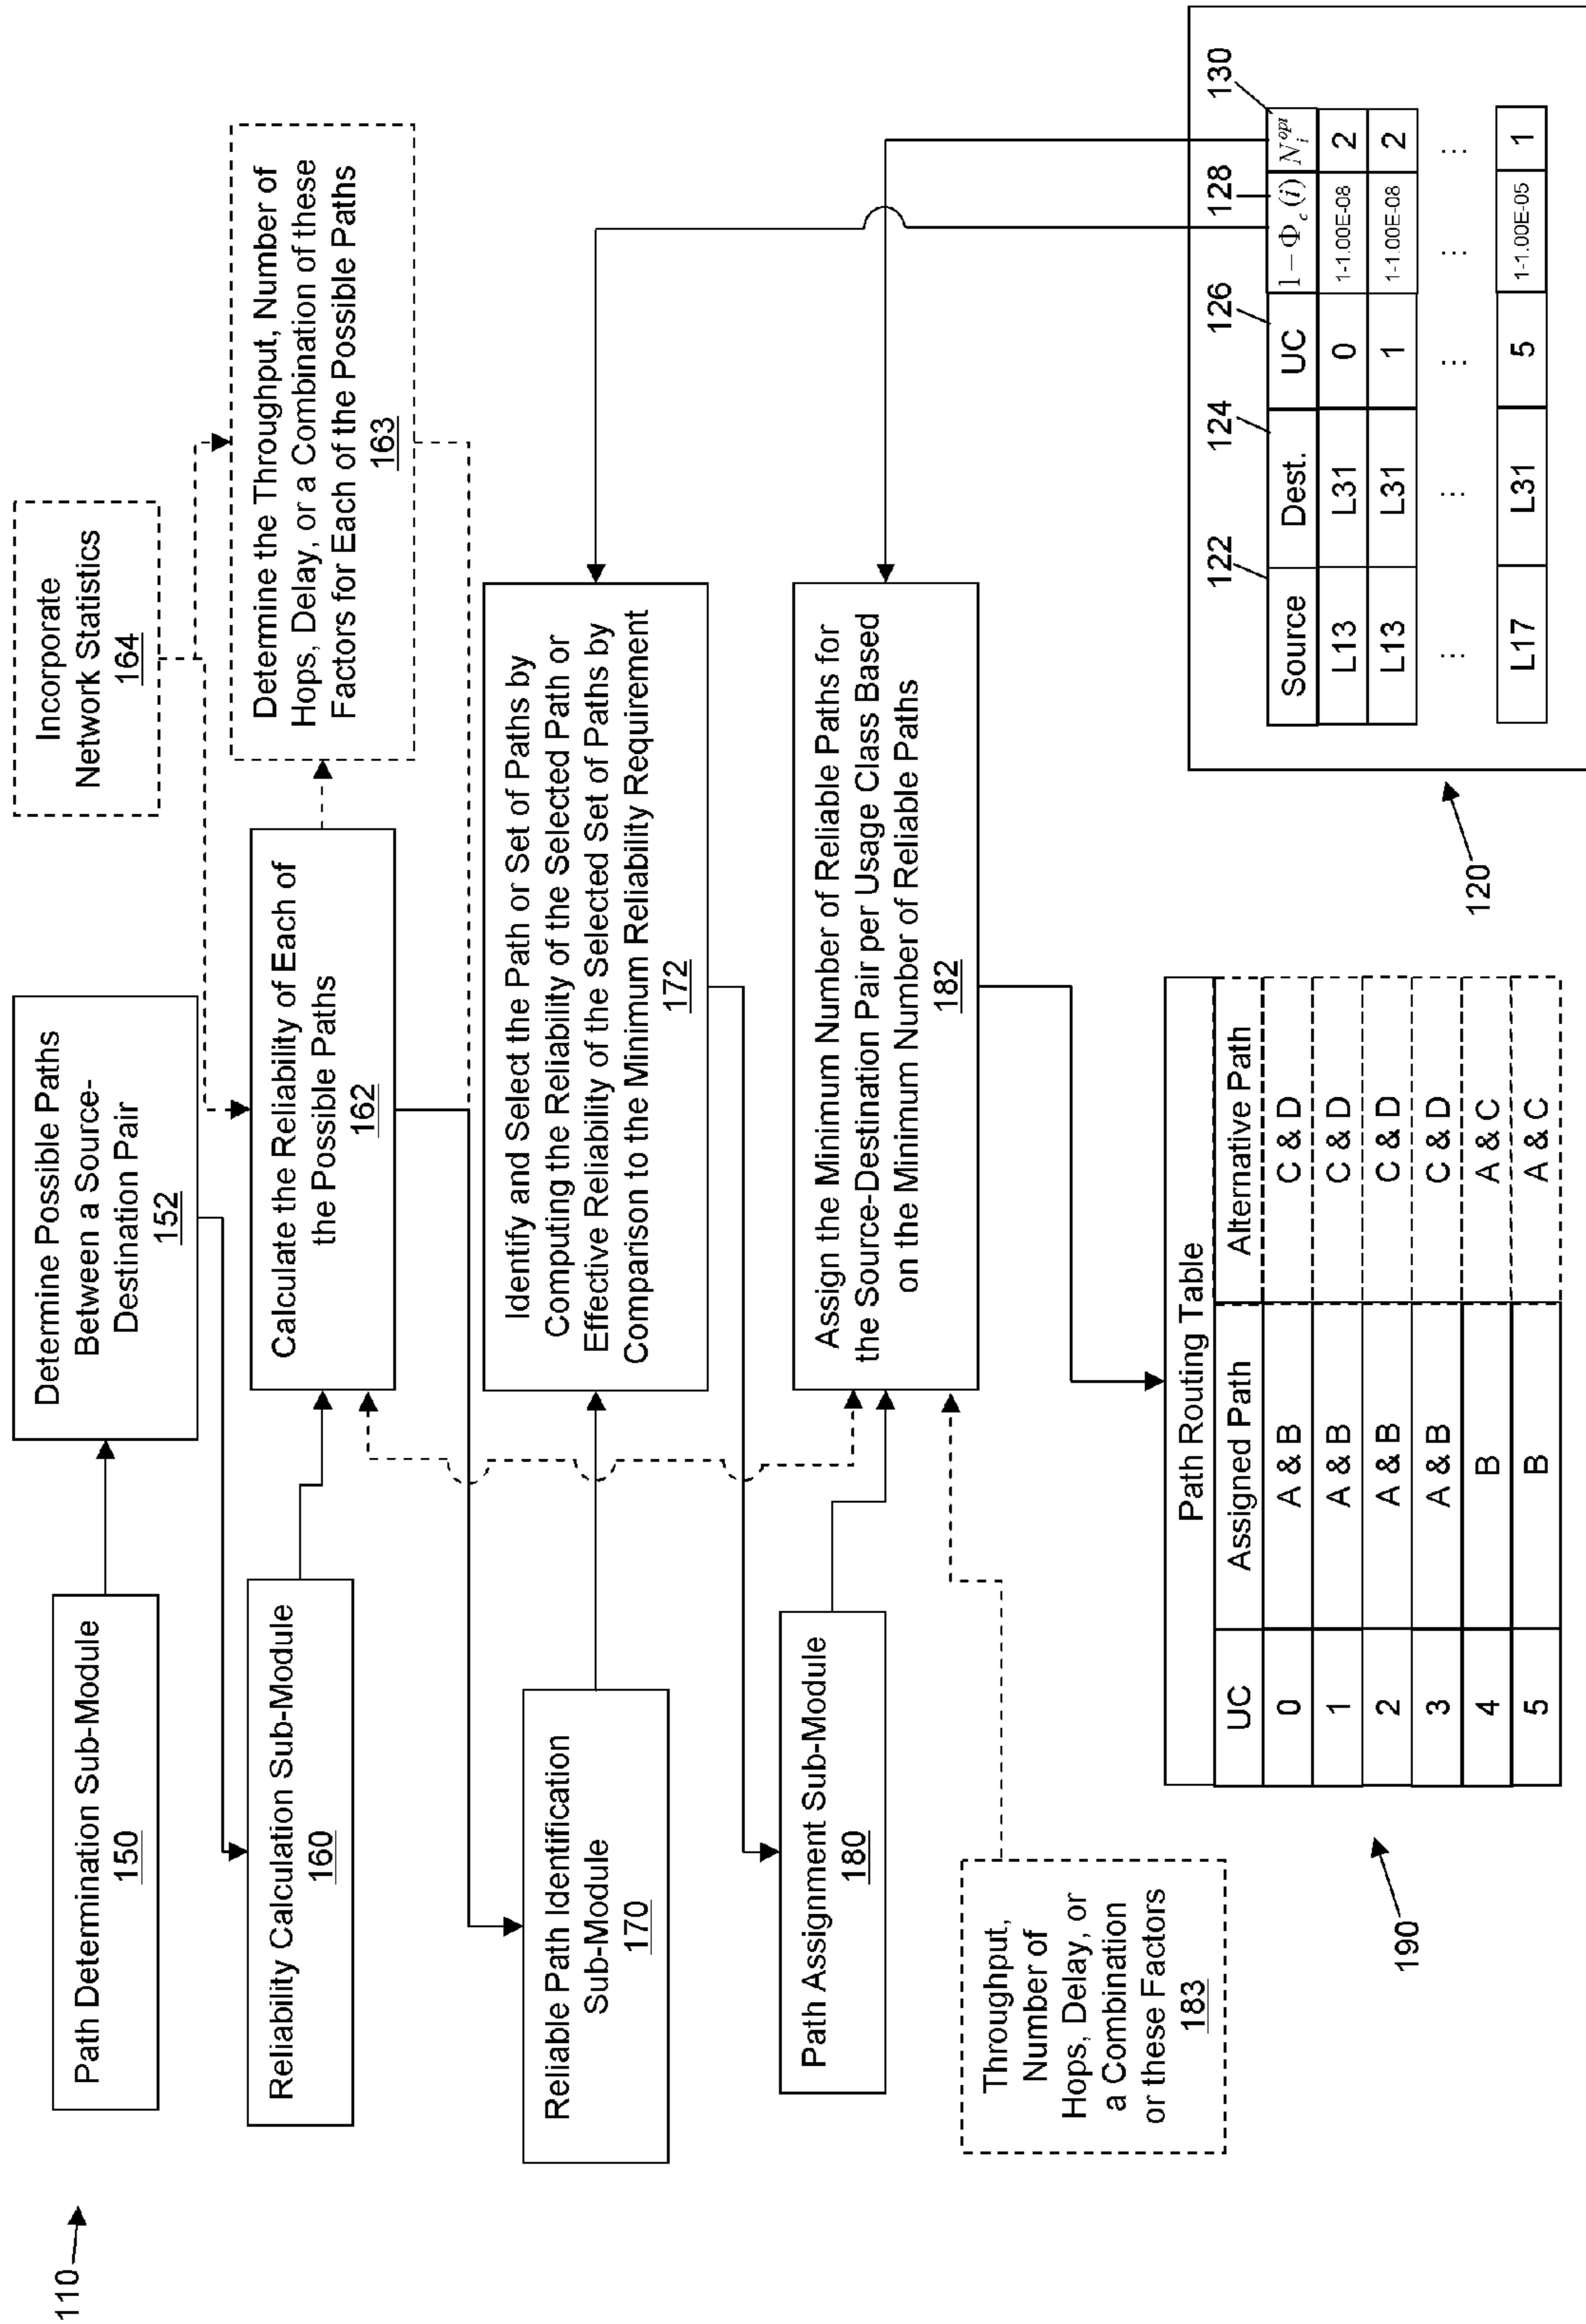 110
Path Determination Sub-Module
150
Determine Possible Paths
Between a Source-
Destination Pair
152
Incorporate
Network Statistics
164
Reliability Calculation Sub-Module
160
Calculate the Reliability of Each of
the Possible Paths
162
Determine the Throughput, Number of
Hops, Delay, or a Combination of these
Factors for Each of the Possible Paths
163
Reliable Path Identification
Sub-Module
170
Identify and Select the Path or Set of Paths by
Computing the Reliability of the Selected Path or
Effective Reliability of the Selected Set of Paths by
Comparison to the Minimum Reliability Requirement
172
Path Assignment Sub-Module
180
Assign the Minimum Number of Reliable Paths for
the Source-Destination Pair per Usage Class Based
on the Minimum Number of Reliable Paths
182
Throughput,
Number of
Hops, Delay, or
a Combination
or these Factors
183
190
Path Routing Table
UC Assigned Path Alternative Path
0 A & B C & D
1 A & B C & D
2 A & B C & D
3 A & B C & D
4 B A & C
5 B A & C
120
122 124 126 128 130
Source Dest. UC 1 − Φc (i) Ni opt
L13 L31 0 1-1.00E-08 2
L13 L31 1 1-1.00E-08 2
... ... ... ... ...
L17 L31 5 1-1.00E-05 1